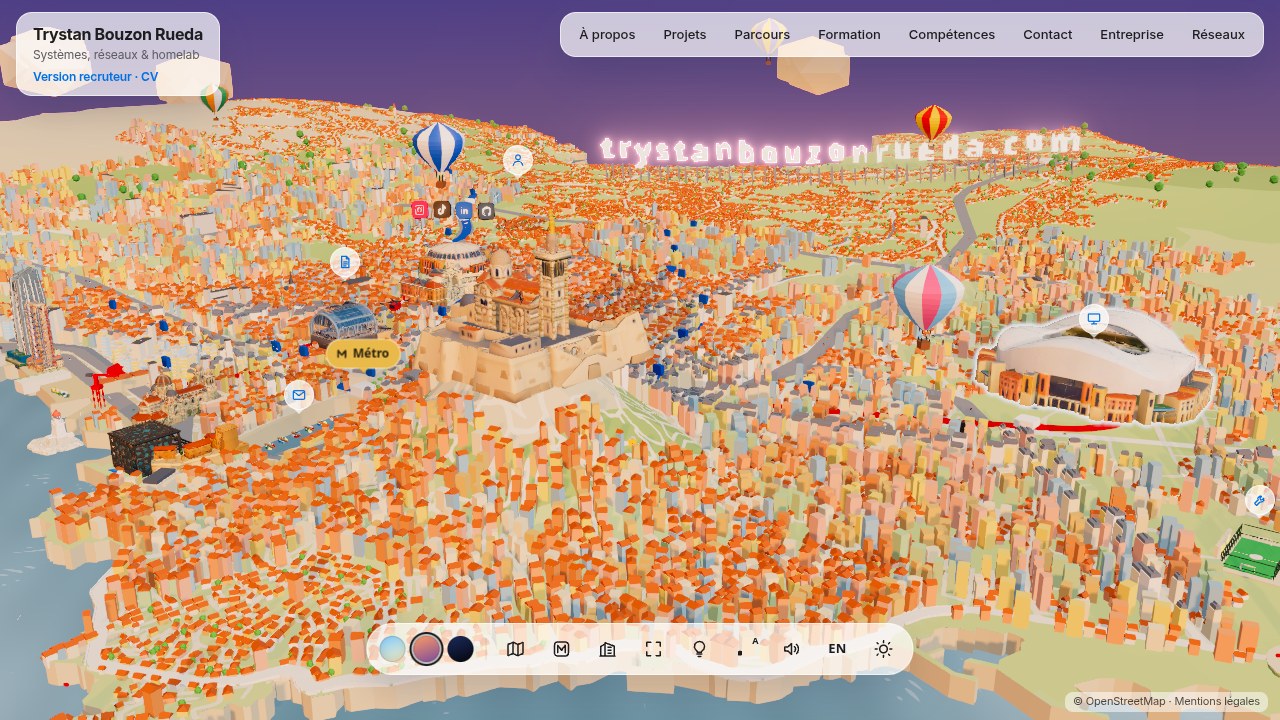 Trystan Bouzon Rueda
Systèmes, réseaux & homelab
Version recruteur · CV
À propos
Projets
Parcours
Formation
Compétences
Contact
Entreprise
Réseaux
trystanbouzonrueda.com
in
M Métro
M
A
EN
© OpenStreetMap · Mentions légales